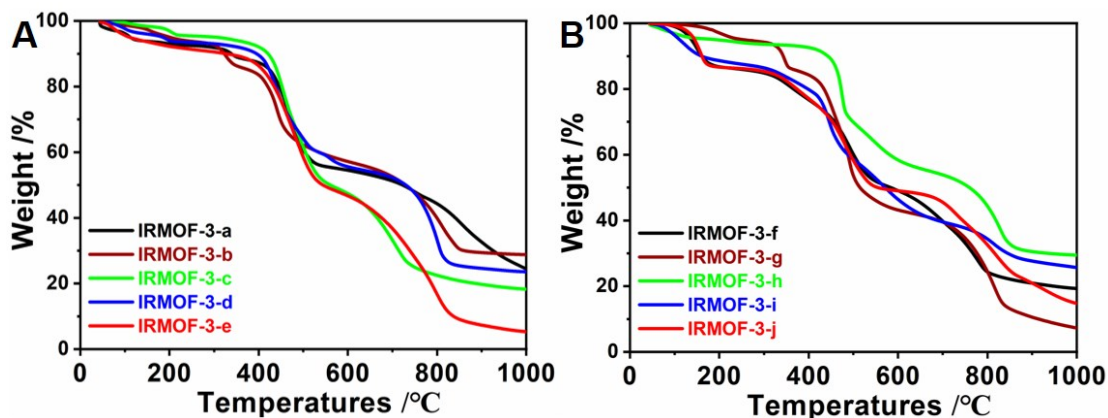 A
100
80
60
40
20
0
Weight /%
IRMOF-3-a
IRMOF-3-b
IRMOF-3-c
IRMOF-3-d
IRMOF-3-e
0 200 400 600 800 1000
Temperatures /°C
B
100
80
60
40
20
0
Weight /%
IRMOF-3-f
IRMOF-3-g
IRMOF-3-h
IRMOF-3-i
IRMOF-3-j
0 200 400 600 800 1000
Temperatures /°C